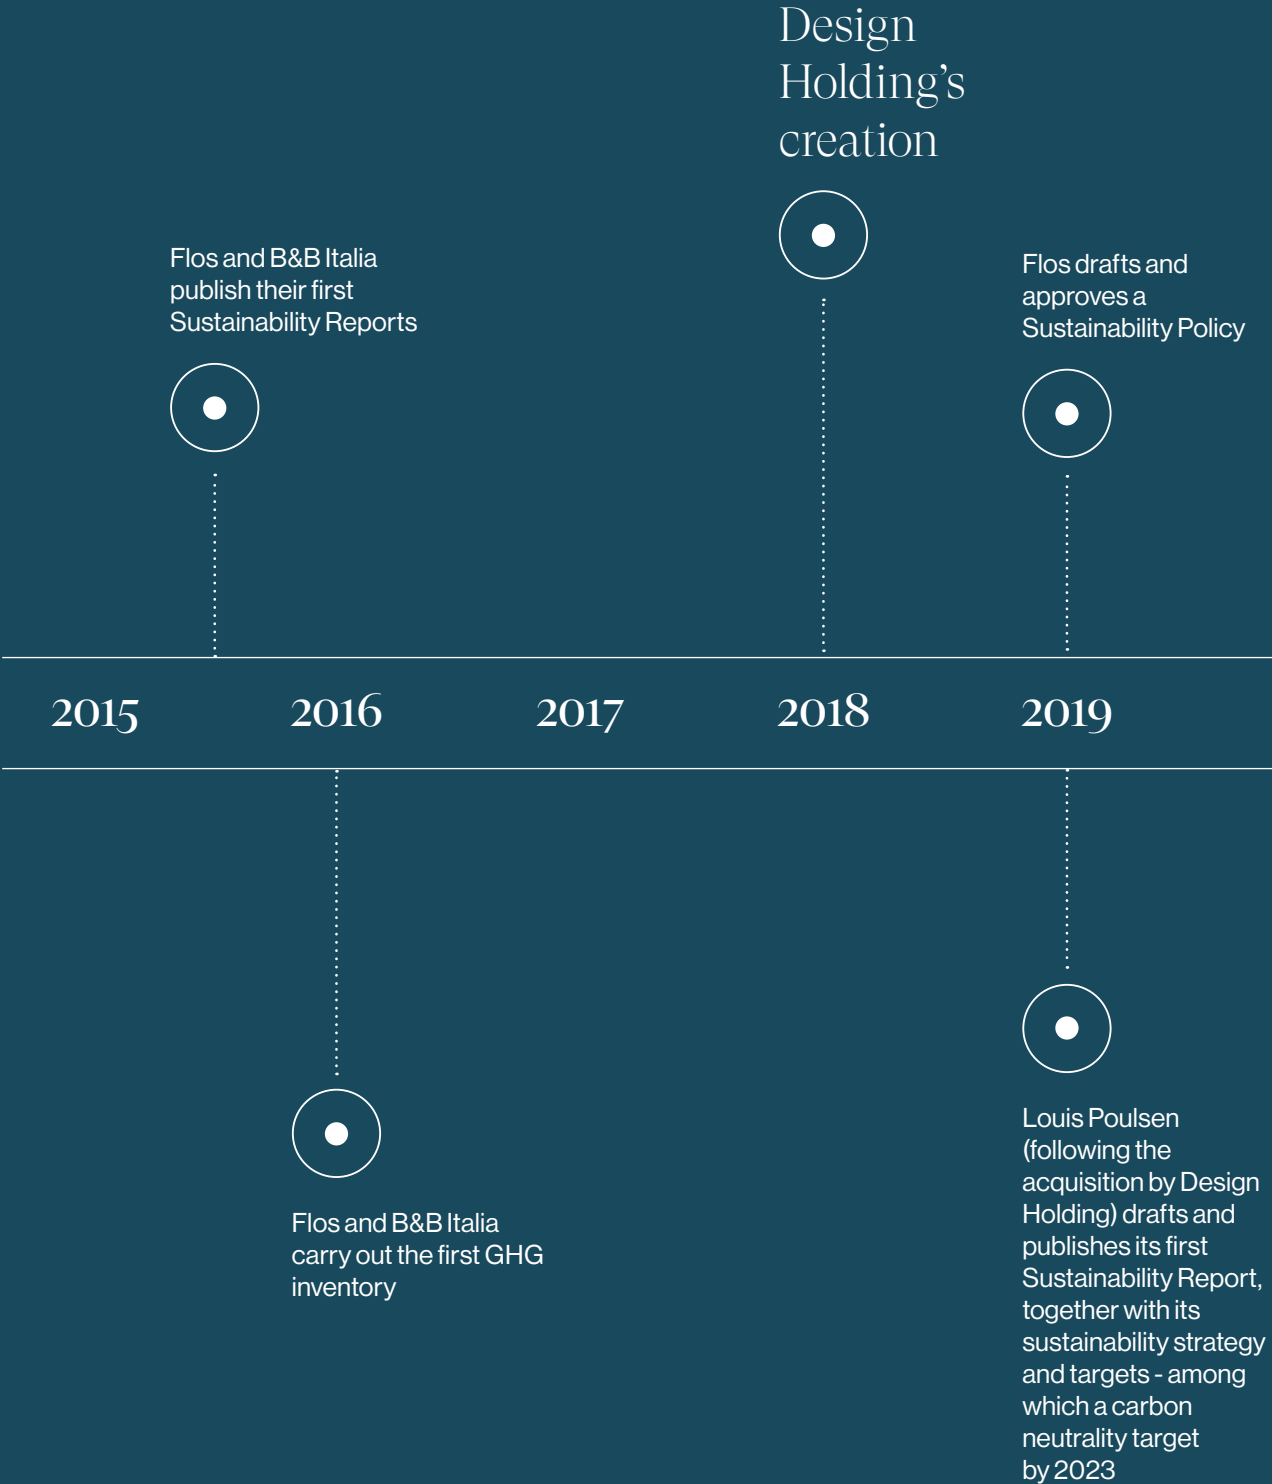 Design
Holding’s
creation
Flos and B&B Italia
publish their first
Sustainability Reports
Flos drafts and
approves a
Sustainability Policy
2015
2016
2017
2018
2019
Flos and B&B Italia
carry out the first GHG
inventory
Louis Poulsen
(following the
acquisition by Design
Holding) drafts and
publishes its first
Sustainability Report,
together with its
sustainability strategy
and targets - among
which a carbon
neutrality target
by 2023